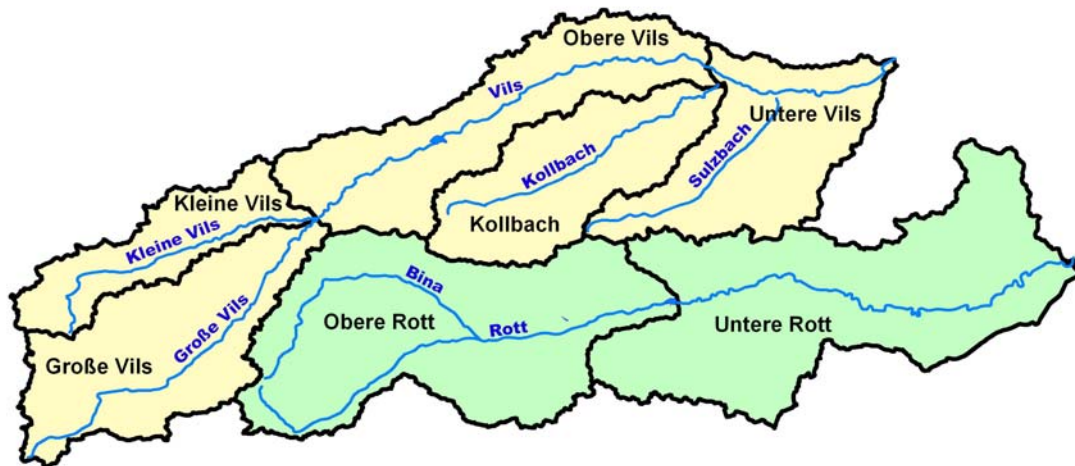 Obere Vils
Vils
Untere Vils
Kollbach
Sulzbach
Kleine Vils
Kollbach
Kleine Vils
Große Vils
Bina
Obere Rott
Rott
Untere Rott
Große Vils